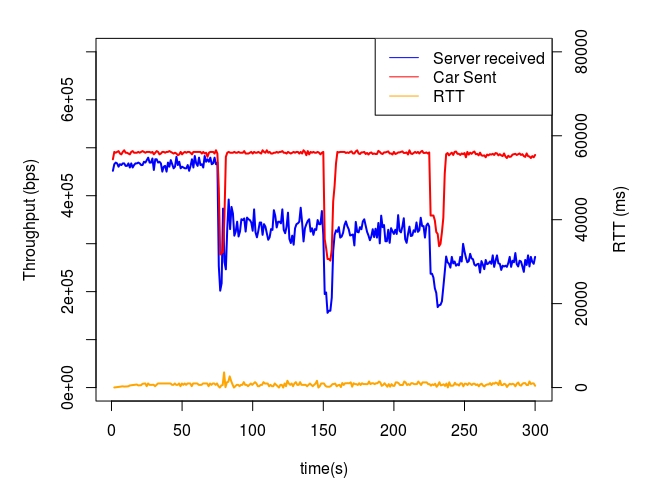 Server received
Car Sent
RTT
Throughput (bps)
0e+00
2e+05
4e+05
6e+05
RTT (ms)
0
20000
40000
60000
80000
0
50
100
150
200
250
300
time(s)